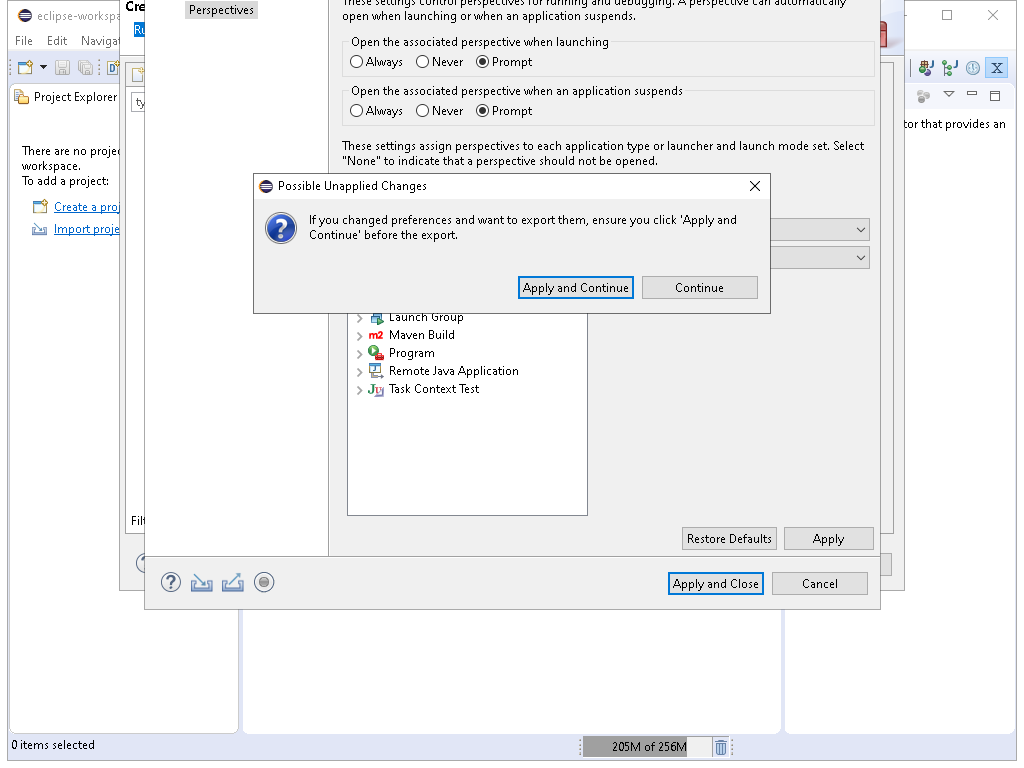 eclipse-workspa
Cre
Perspectives
These settings control perspectives for running and debugging. A perspective can automatically
open when launching or when an application suspends.
File Edit Navigat
Ru
Open the associated perspective when launching
Always Never Prompt
Project Explorer
ty
Open the associated perspective when an application suspends
Always Never Prompt
tor that provides an
There are no projec
workspace.
To add a project:
Create a proj
Import proje
These settings assign perspectives to each application type or launcher and launch mode set. Select
"None" to indicate that a perspective should not be opened.
Possible Unapplied Changes
If you changed preferences and want to export them, ensure you click 'Apply and
Continue' before the export.
Apply and Continue Continue
Launch Group
m2 Maven Build
Program
Remote Java Application
Task Context Test
Filt
Restore Defaults Apply
Apply and Close Cancel
0 items selected
205M of 256M